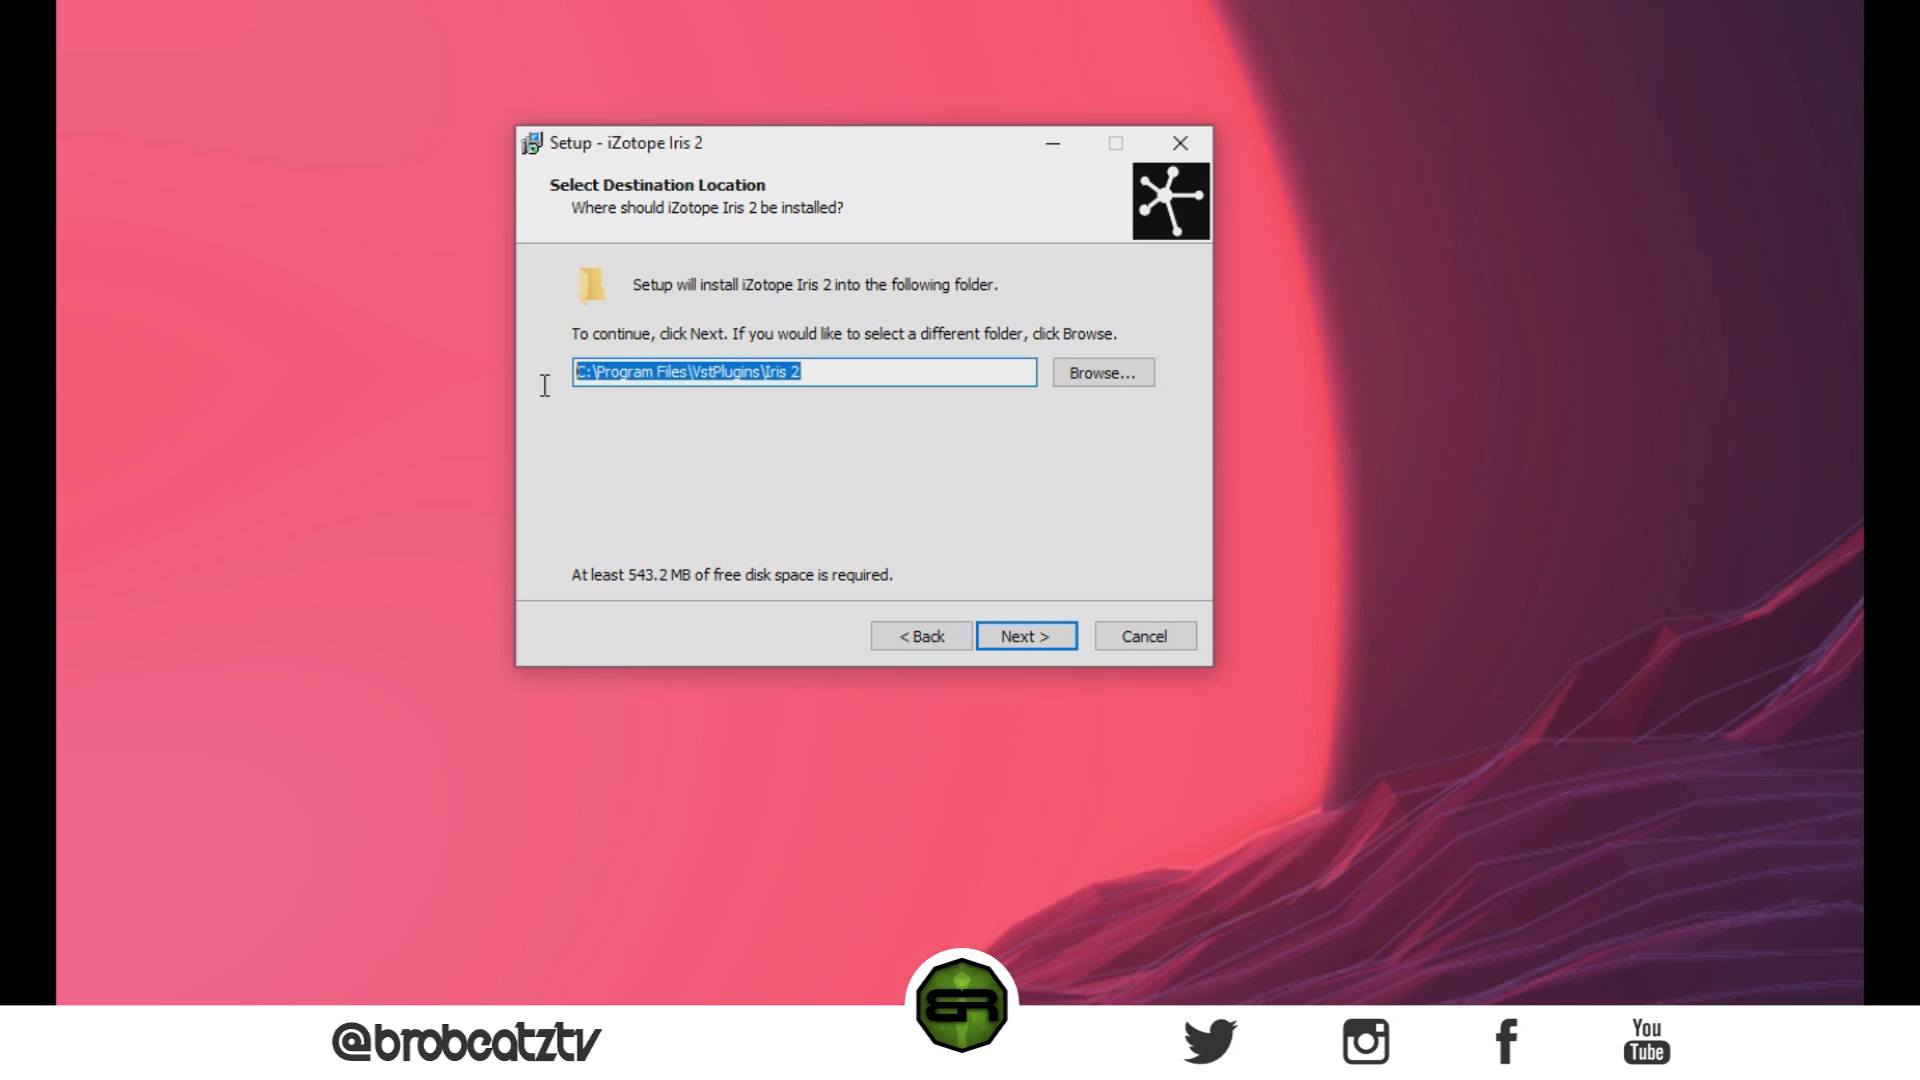 Setup - iZotope Iris 2
Select Destination Location
Where should iZotope Iris 2 be installed?
Setup will install iZotope Iris 2 into the following folder.
To continue, click Next. If you would like to select a different folder, click Browse.
C:\Program Files\VstPlugins\Iris 2
Browse...
At least 543.2 MB of free disk space is required.
< Back
Next >
Cancel
BR
@brobeatztv
You
Tube